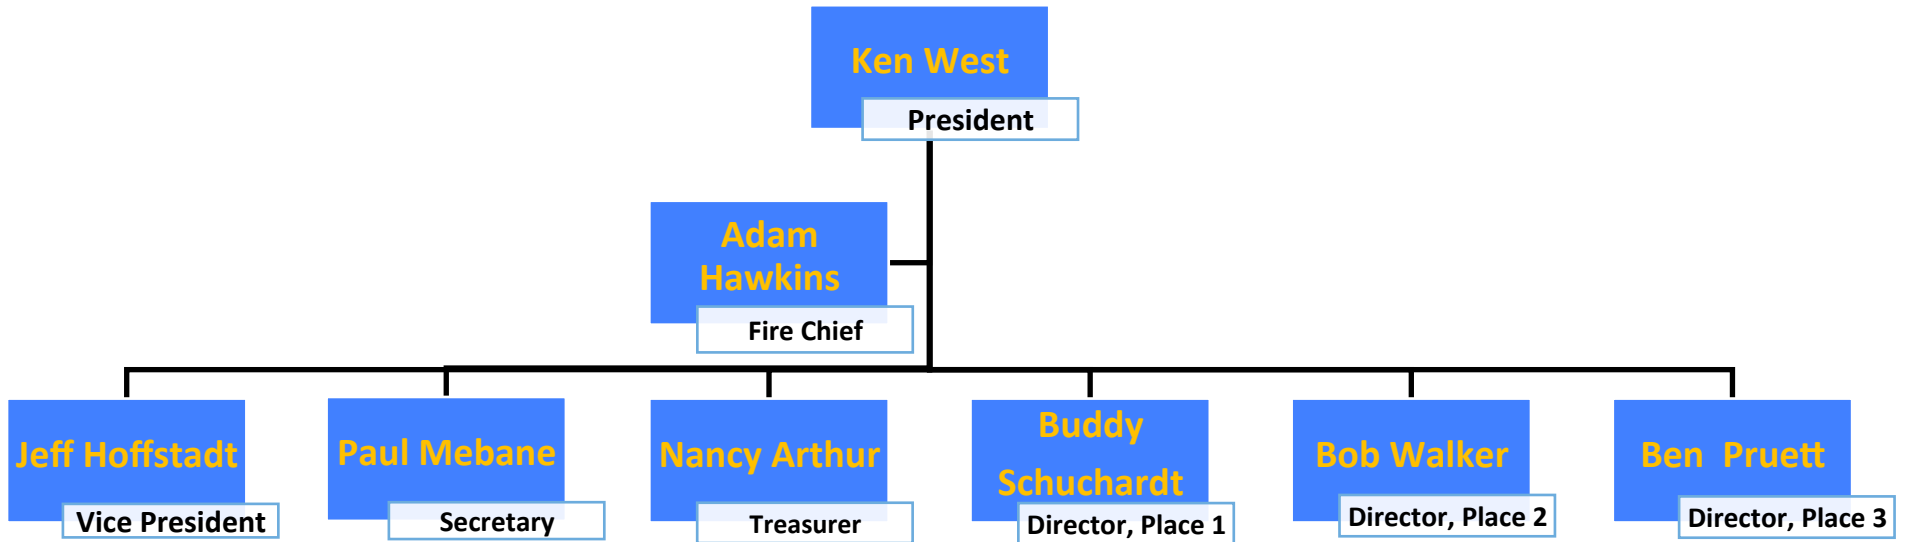 Ken West
President
Adam
Hawkins
Fire Chief
Jeff Hoffstadt
Vice President
Paul Mebane
Secretary
Nancy Arthur
Treasurer
Buddy
Schuchardt
Director, Place 1
Bob Walker
Director, Place 2
Ben  Pruett
Director, Place 3